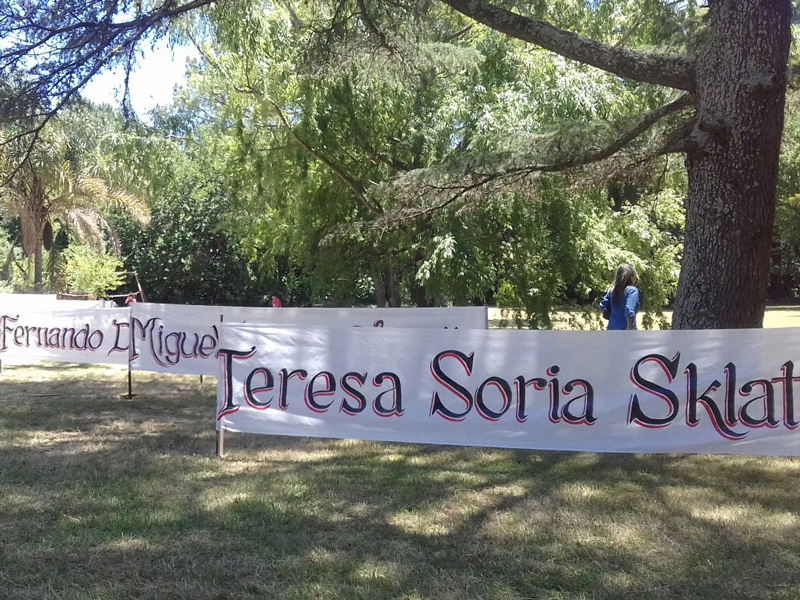 Fernando D
Miguel
Teresa Soria Sklat